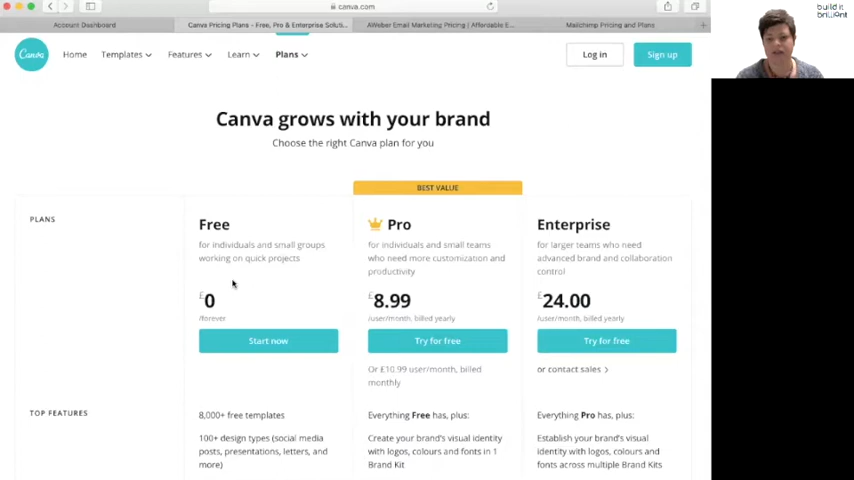 canva.com
Account Dashboard
Canva Pricing Plans - Free, Pro & Enterprise Soluti...
AWeber Email Marketing Pricing | Affordable E...
Mailchimp Pricing and Plans
build it
brilliant
Canva
Home
Templates
Features
Learn
Plans
Log in
Sign up
Canva grows with your brand
Choose the right Canva plan for you
BEST VALUE
PLANS
Free
for individuals and small groups
working on quick projects
£0
/forever
Start now
Pro
for individuals and small teams
who need more customization and
productivity
£8.99
/user/month, billed yearly
Try for free
Or £10.99 user/month, billed
monthly
Enterprise
for larger teams who need
advanced brand and collaboration
control
£24.00
/user/month, billed yearly
Try for free
or contact sales >
TOP FEATURES
8,000+ free templates
100+ design types (social media
posts, presentations, letters, and
more)
Everything Free has, plus:
Create your brand's visual identity
with logos, colours and fonts in 1
Brand Kit
Everything Pro has, plus:
Establish your brand's visual
identity with logos, colours and
fonts across multiple Brand Kits